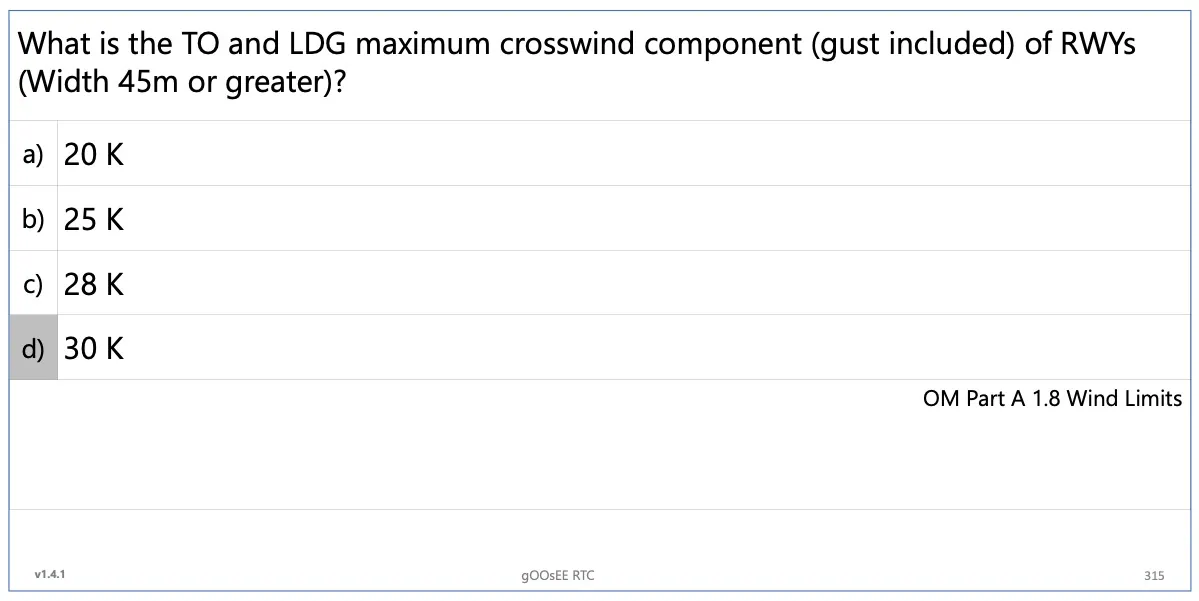 What is the TO and LDG maximum crosswind component (gust included) of RWYs
(Width 45m or greater)?
a) 20 K
b) 25 K
c) 28 K
d) 30 K
OM Part A 1.8 Wind Limits
v1.4.1 gOOsEE RTC 315